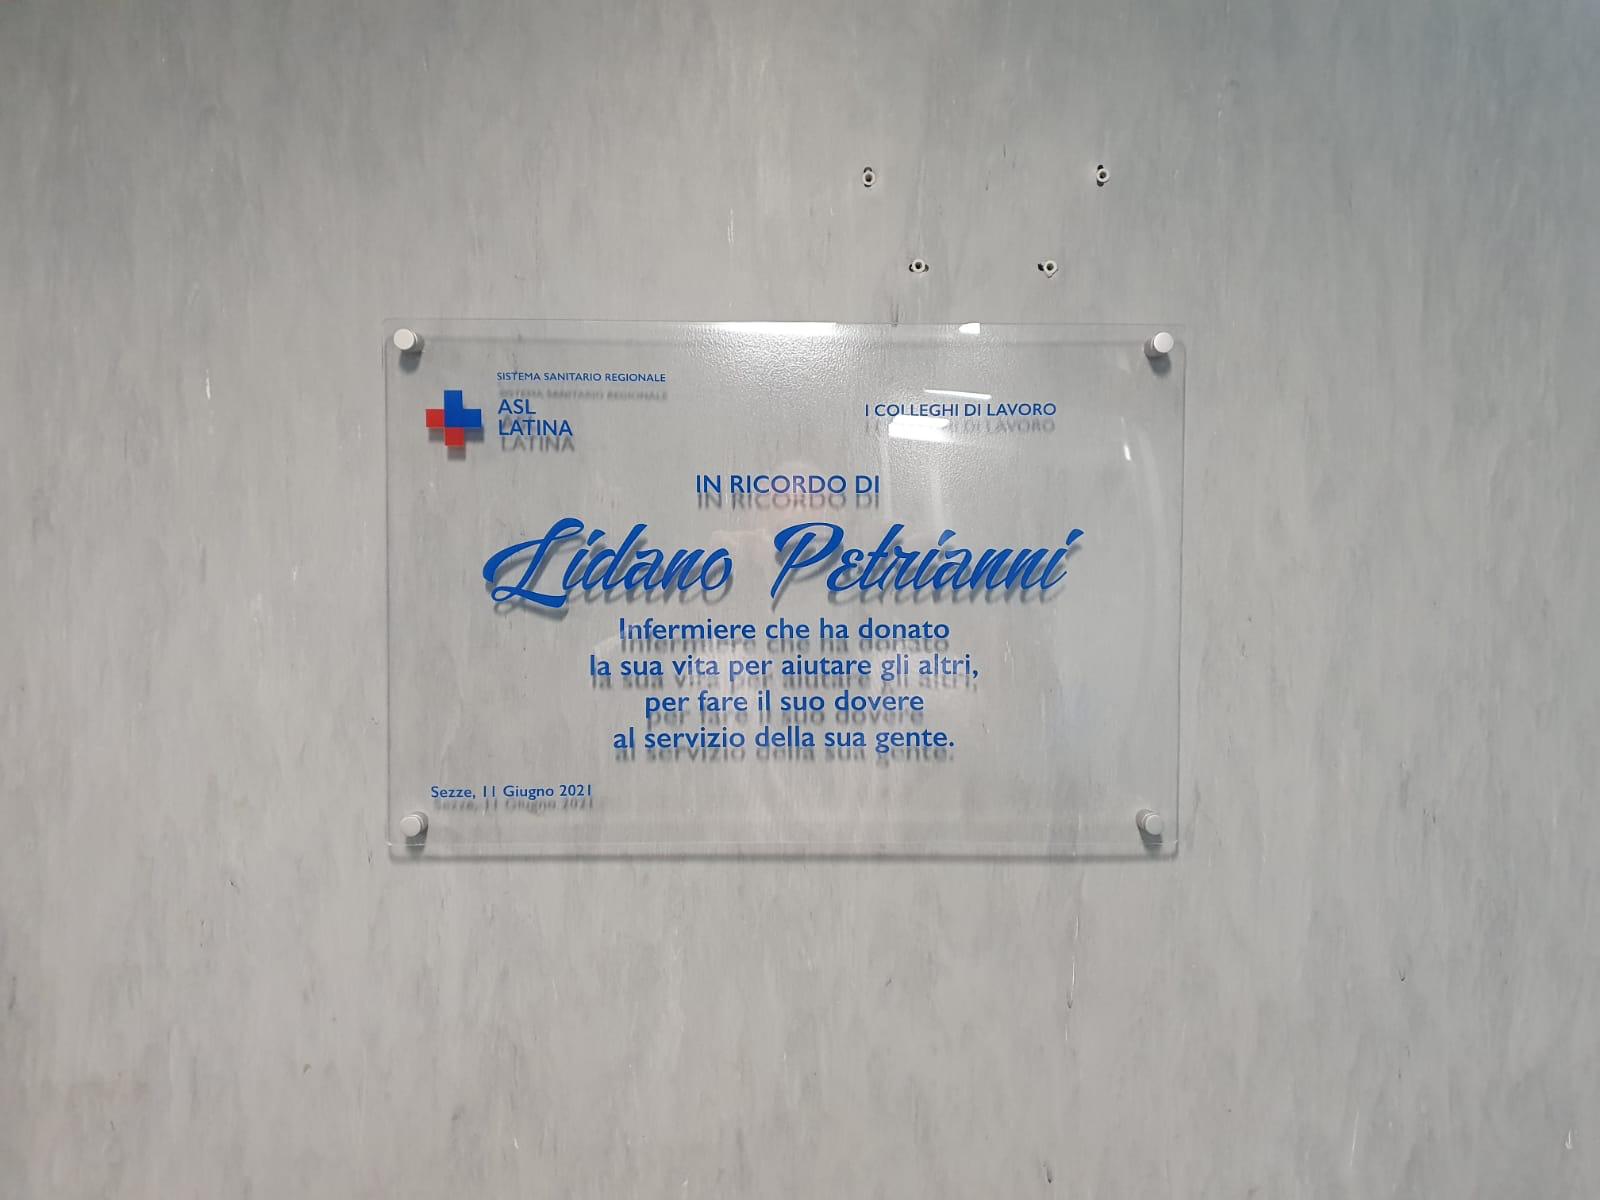 SISTEMA SANITARIO REGIONALE
ASL
LATINA
I COLLEGHI DI LAVORO
IN RICORDO DI
Lidano Petrianni
Infermiere che ha donato
la sua vita per aiutare gli altri,
per fare il suo dovere
al servizio della sua gente.
Sezze, 11 Giugno 2021